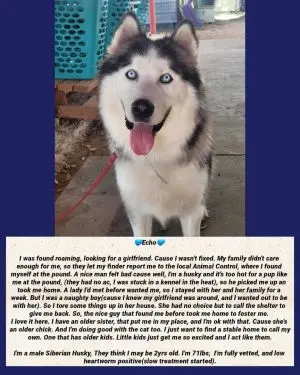 💙Echo💙
I was found roaming, looking for a girlfriend. Cause I wasn't fixed. My family didn't care
enough for me, so they let my finder report me to the local Animal Control, where I found
myself at the pound. A nice man felt bad cause well, I'm a husky and it's too hot for a pup like
me at the pound, (they had no ac, I was stuck in a kennel in the heat), so he picked me up an
took me home. A lady I'd met before wanted me, so I stayed with her and her family for a
week. But I was a naughty boy(cause I knew my girlfriend was around, and I wanted out to be
with her). So I tore some things up in her house. She had no choice but to call the shelter to
give me back. So, the nice guy that found me before took me home to foster me.
I love it here. I have an older sister, that put me in my place, and I'm ok with that. Cause she's
an older chick. And I'm doing good with the cat too. I just want to find a stable home to call my
own. One that has older kids. Little kids just get me so excited and I act like them.
I'm a male Siberian Husky, They think I may be 2yrs old. I'm 71lbs, I'm fully vetted, and low
heartworm positive(slow treatment started).